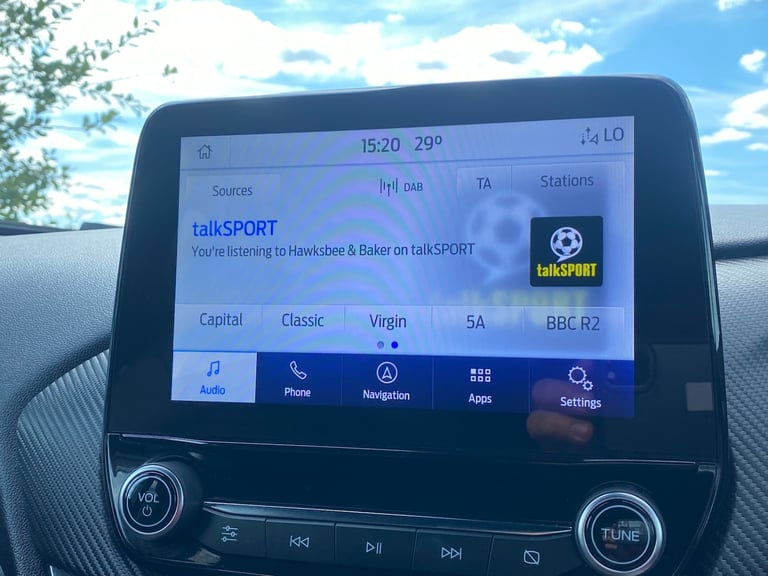 15:20 29° LO
Sources DAB TA Stations
talkSPORT
You're listening to Hawksbee & Baker on talkSPORT
talkSPORT
Capital Classic Virgin 5A BBC R2
Audio Phone Navigation Apps Settings
VOL
TUNE